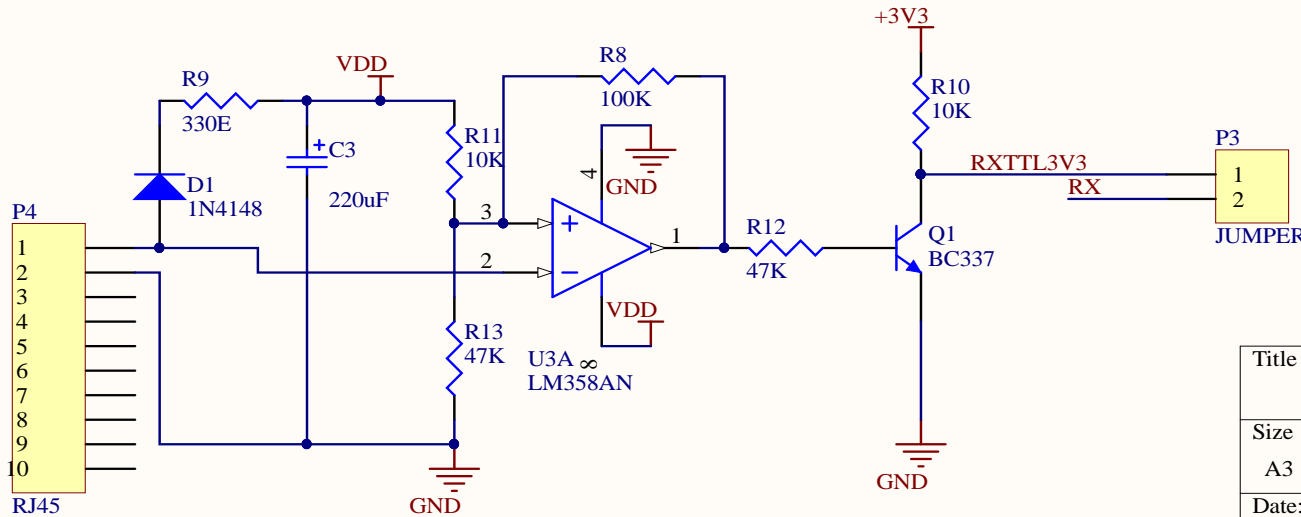 +3V3
VDD
R9
330E
R8
100K
R10
10K
C3
220uF
R11
10K
4
GND
P3
1
2
JUMPER
RXTTL3V3
RX
D1
1N4148
P4
1
2
3
4
5
6
7
8
9
10
RJ45
3
2
1
R12
47K
Q1
BC337
VDD
R13
47K
U3A
8
LM358AN
GND
GND
Title
Size
A3
Date: